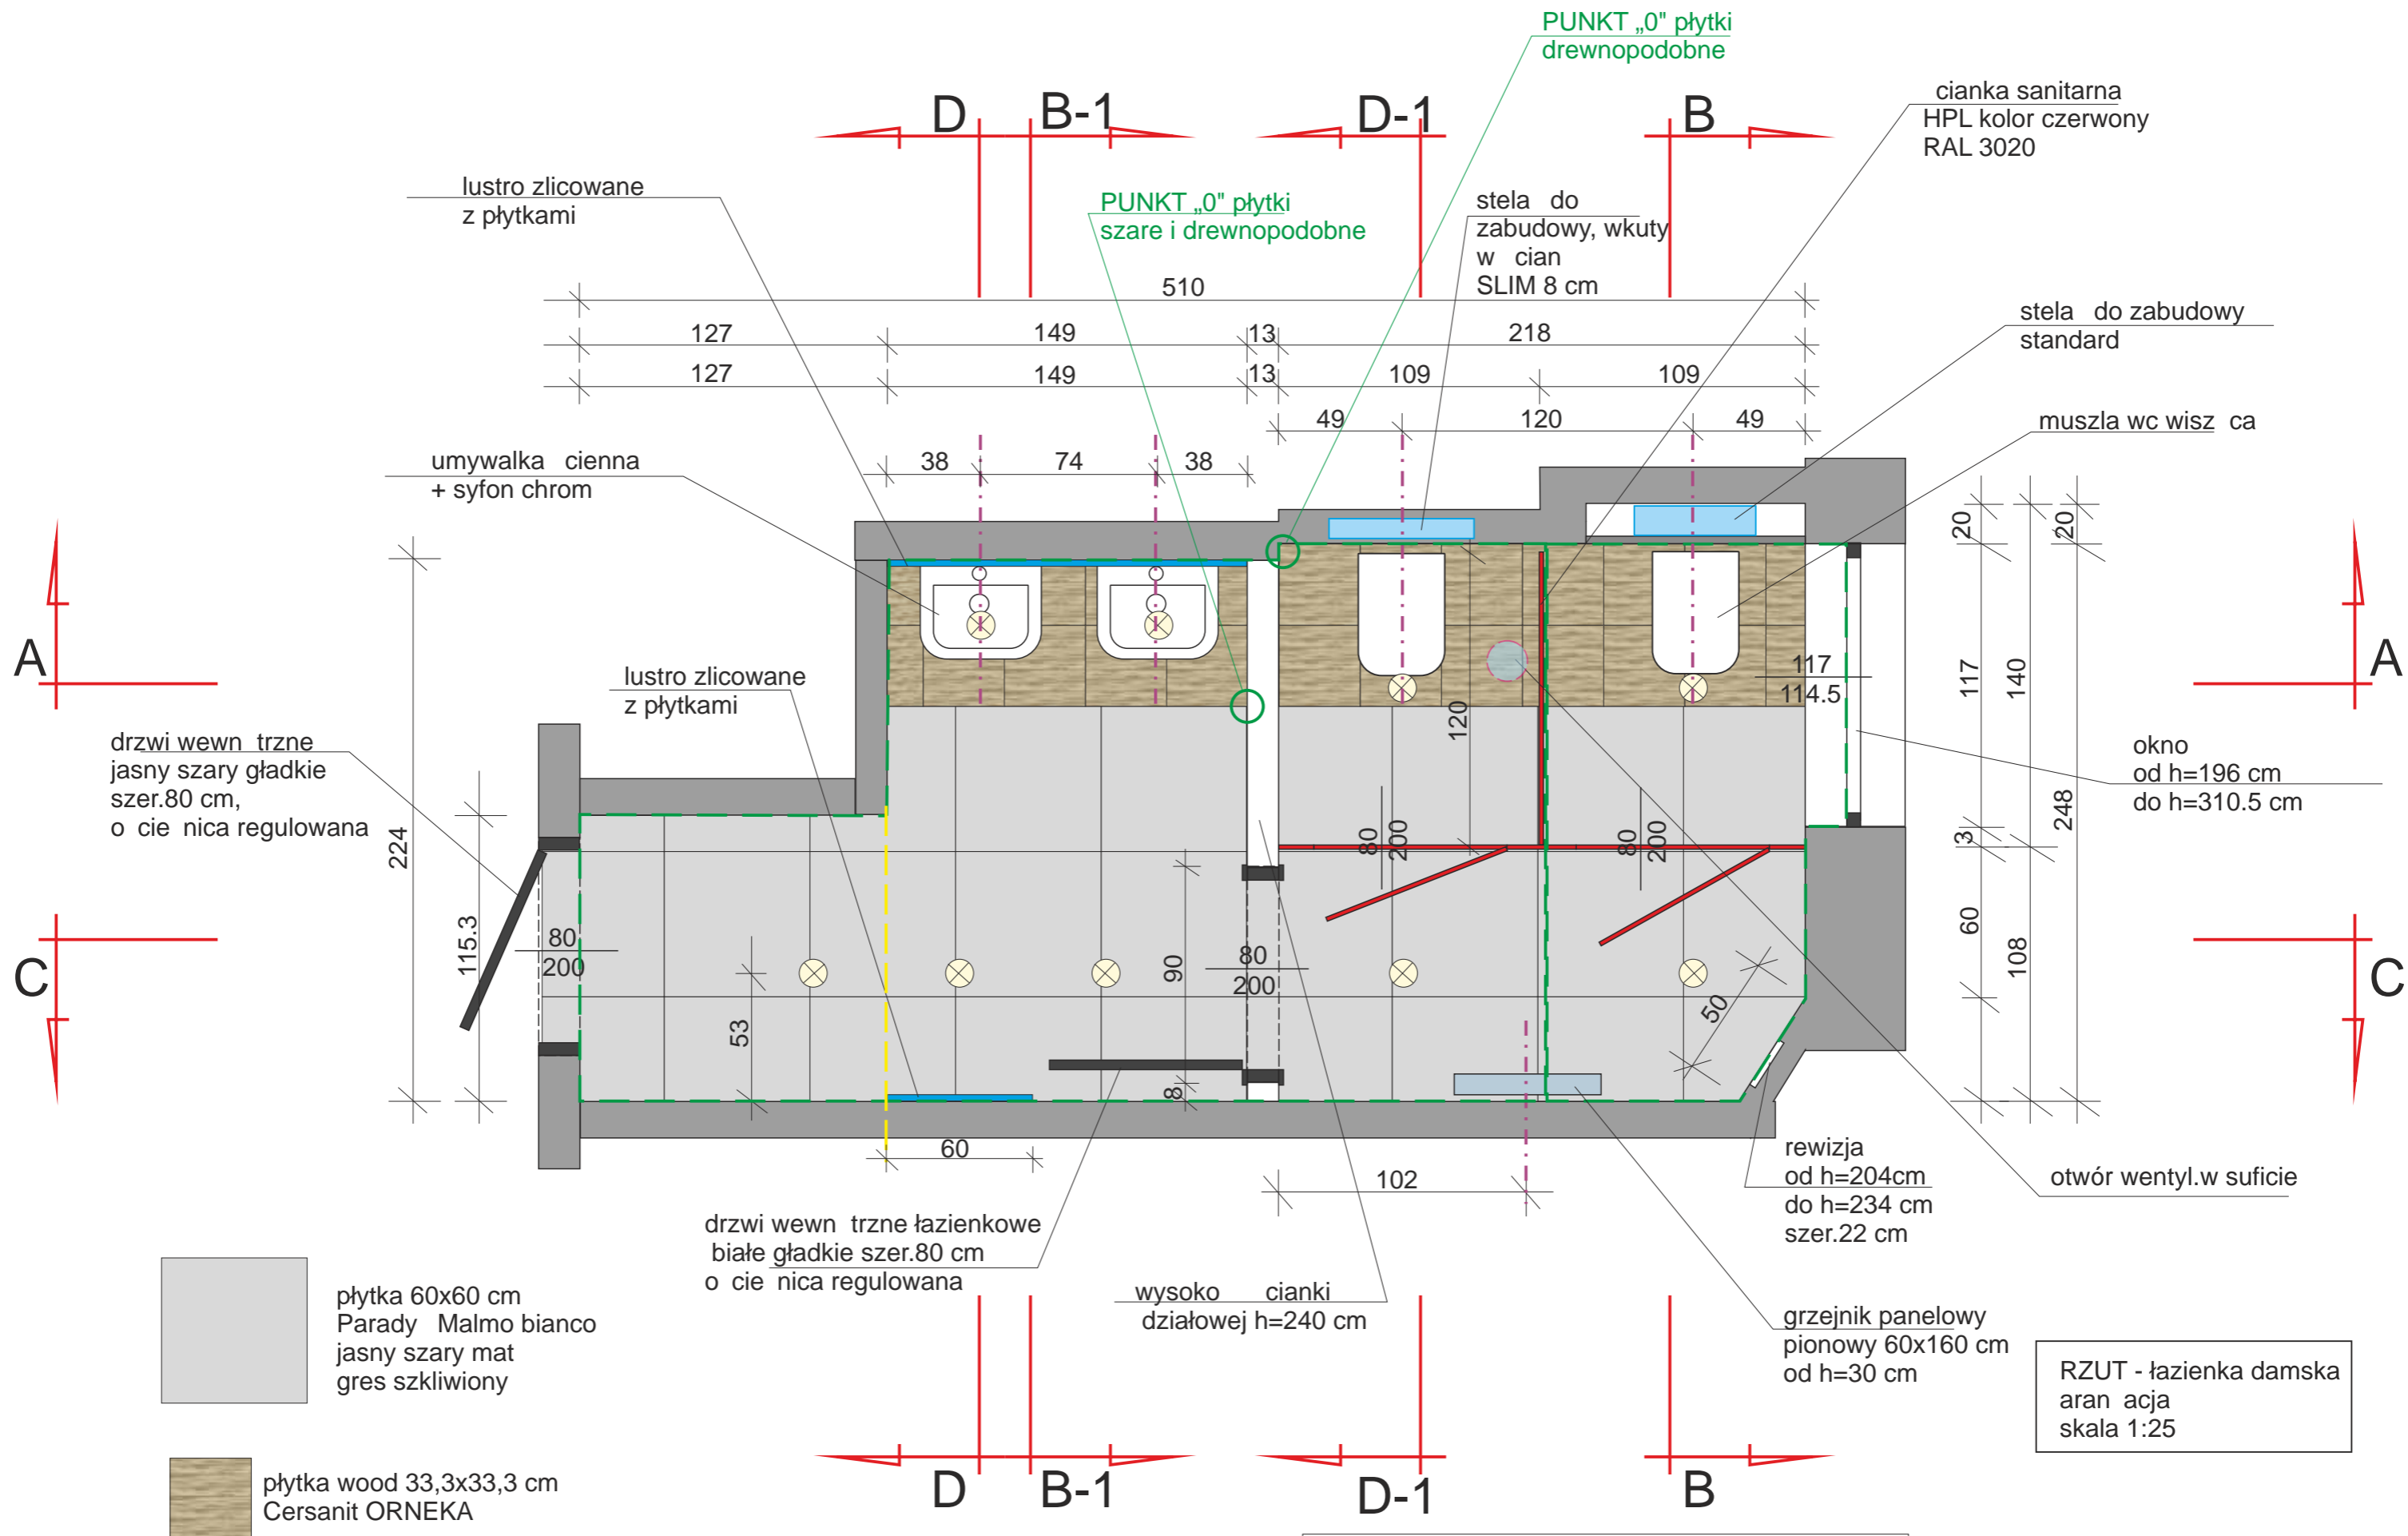 PUNKT „0" płytki
drewnopodobne
cianka sanitarna
HPL kolor czerwony
RAL 3020
D
B-1
D-1
B
lustro zlicowane
z płytkami
PUNKT „0" płytki
szare i drewnopodobne
stela do
zabudowy, wkuty
w cian
SLIM 8 cm
510
stela do zabudowy
standard
127
149
13
218
127
149
13
109
109
49
120
49
muszla wc wisz ca
umywalka cienna
+ syfon chrom
38
74
38
20
20
A
A
lustro zlicowane
z płytkami
117
114.5
117
140
120
drzwi wewn trzne
jasny szary gładkie
szer.80 cm,
o cie nica regulowana
okno
od h=196 cm
do h=310.5 cm
224
80
200
80
200
3
248
115.3
80
200
90
80
200
60
108
C
C
53
50
8
60
102
rewizja
od h=204cm
do h=234 cm
szer.22 cm
otwór wentyl.w suficie
drzwi wewn trzne łazienkowe
białe gładkie szer.80 cm
o cie nica regulowana
wysoko cianki
działowej h=240 cm
płytka 60x60 cm
Parady Malmo bianco
jasny szary mat
gres szkliwiony
grzejnik panelowy
pionowy 60x160 cm
od h=30 cm
RZUT - łazienka damska
aran acja
skala 1:25
płytka wood 33,3x33,3 cm
Cersanit ORNEKA
D
B-1
D-1
B